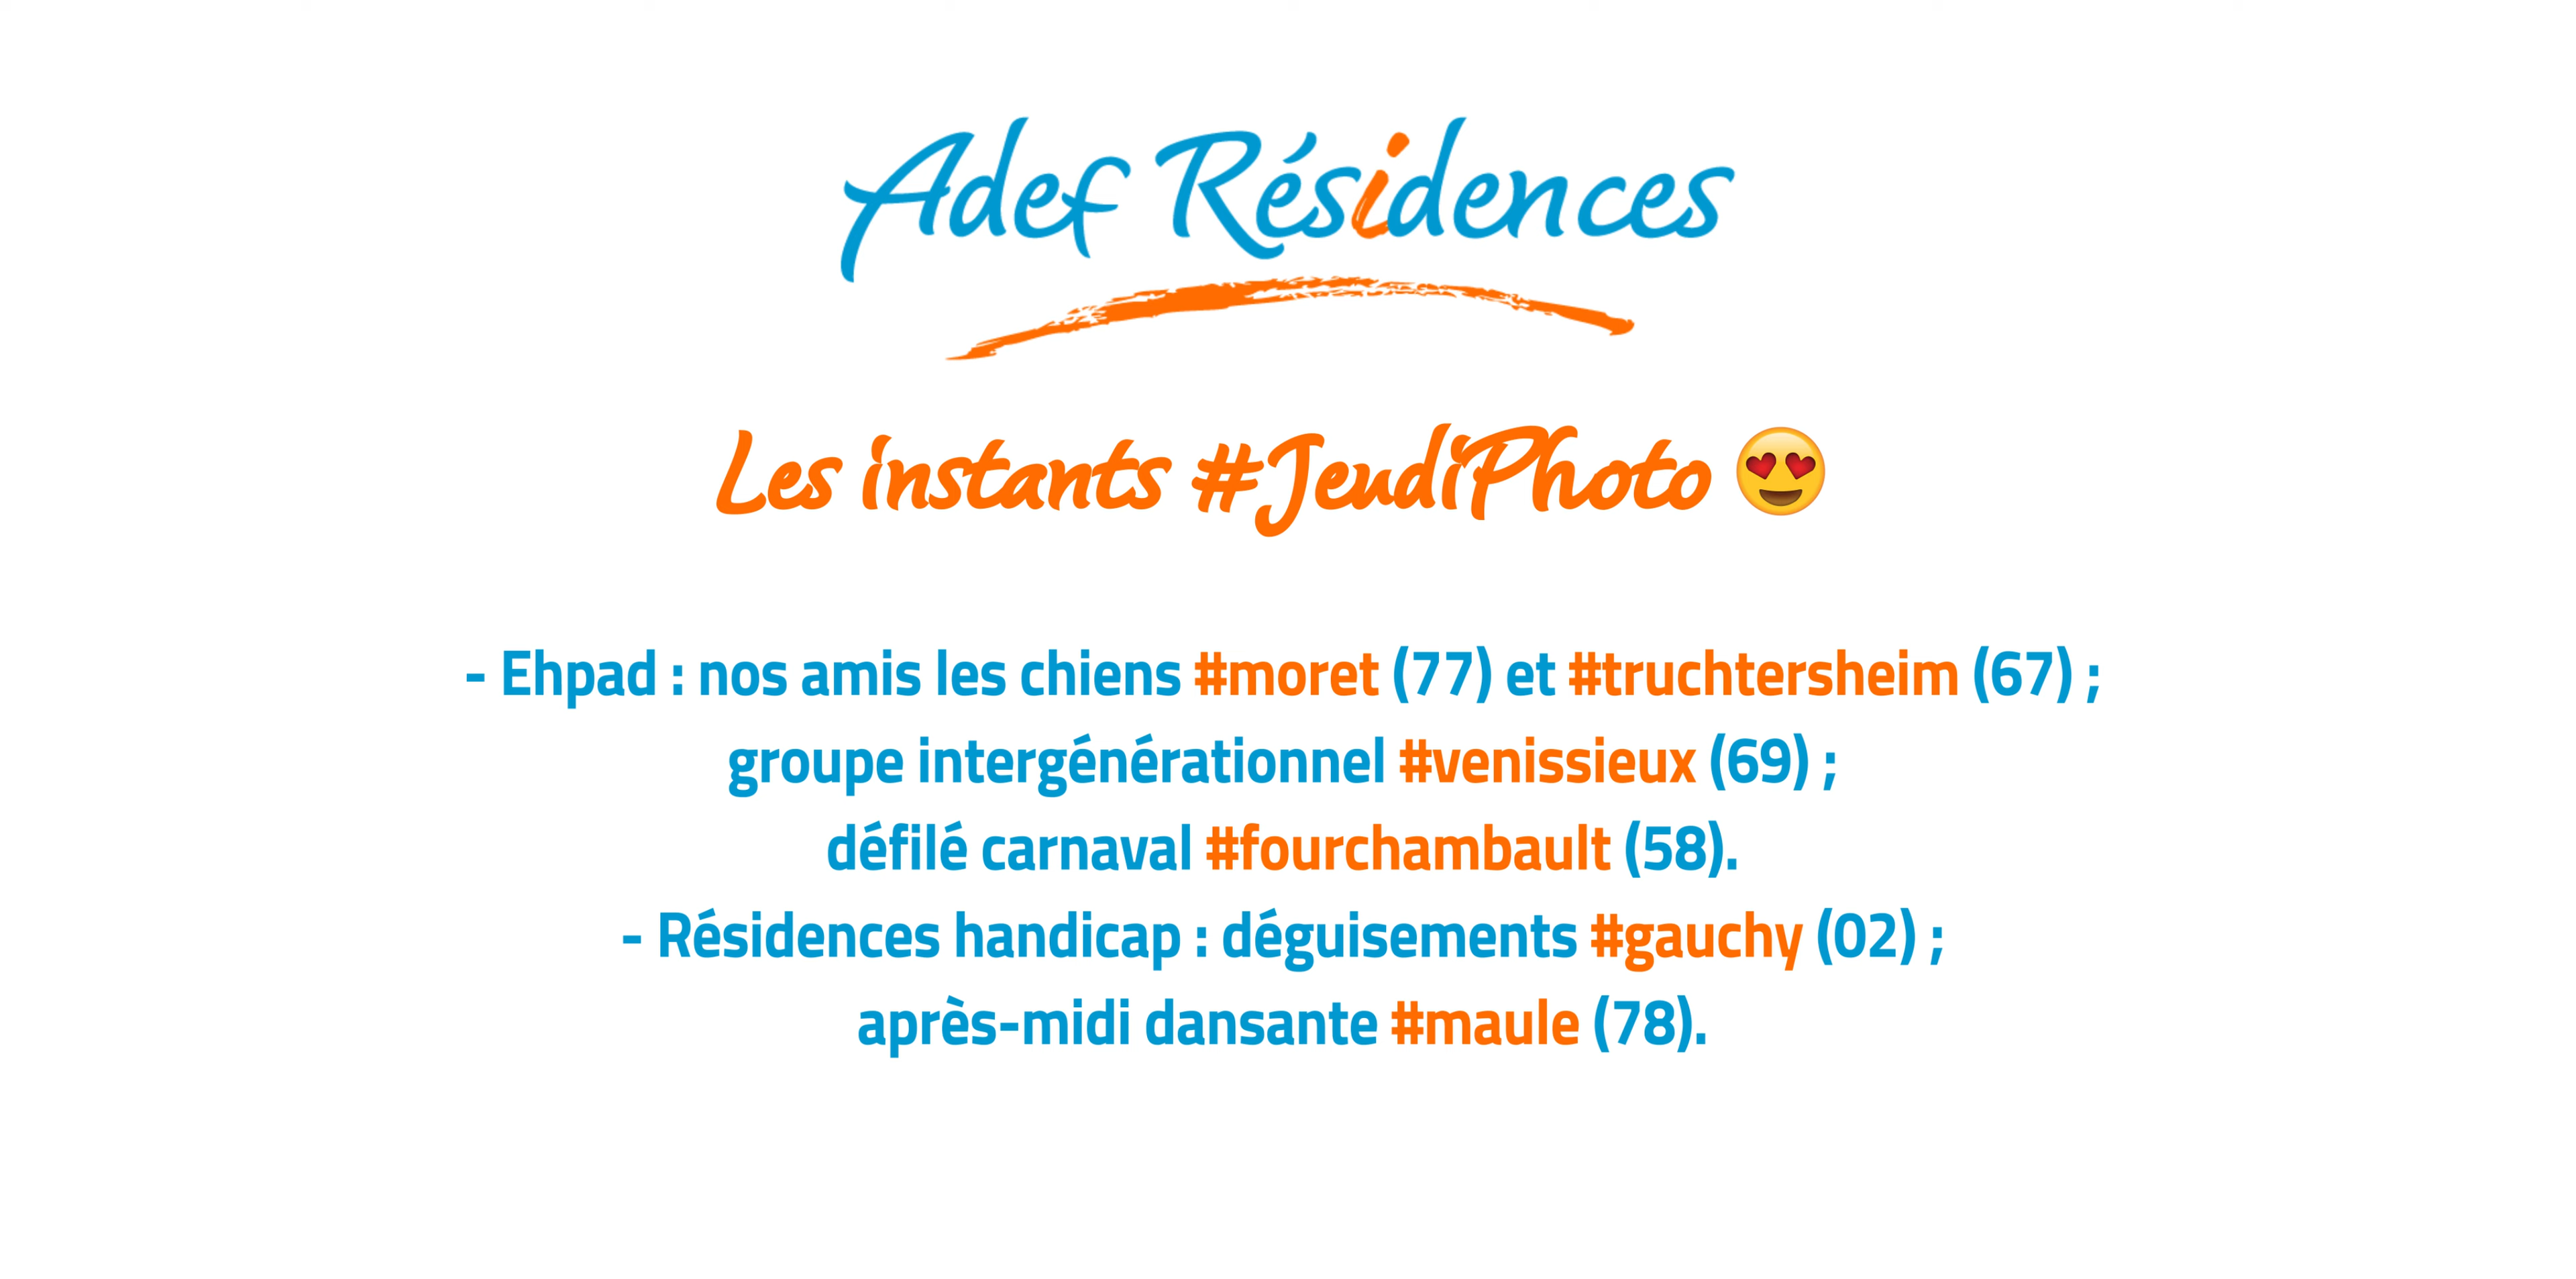 Adef Résidences
Les instants #JeudiPhoto 😍
- Ehpad : nos amis les chiens #moret (77) et #truchtersheim (67) ;
groupe intergénérationnel #venissieux (69) ;
défilé carnaval #fourchambault (58).
- Résidences handicap : déguisements #gauchy (02) ;
après-midi dansante #maule (78).